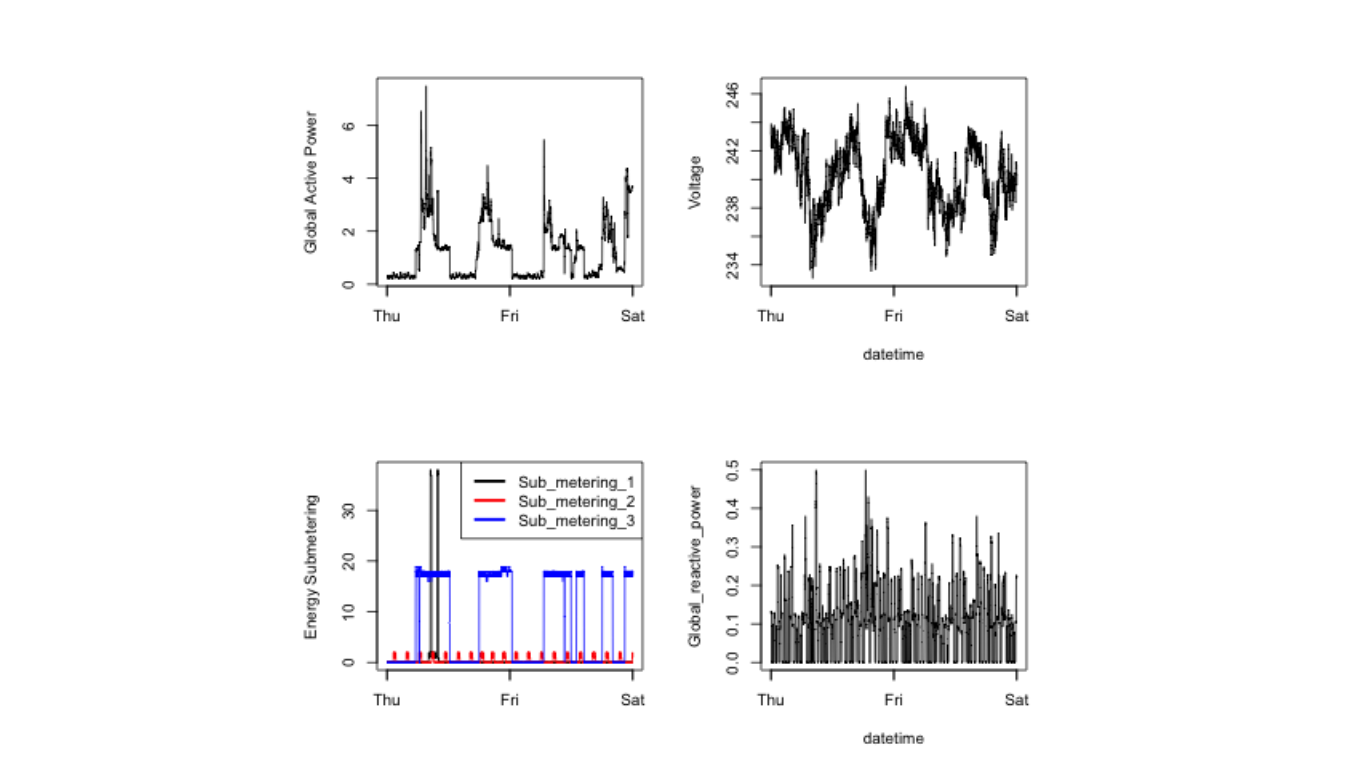 Global Active Power
6
4
2
0
Thu Fri Sat
Voltage
246
242
238
234
Thu Fri Sat
datetime
Energy Submetering
30
20
10
0
Sub_metering_1
Sub_metering_2
Sub_metering_3
Thu Fri Sat
Global_reactive_power
0.5
0.4
0.3
0.2
0.1
0.0
Thu Fri Sat
datetime